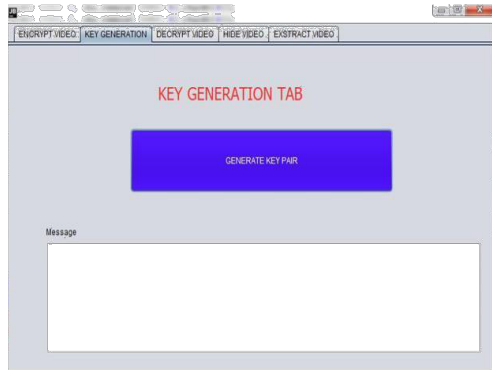 ENCRYPT VIDEO KEY GENERATION DECRYPT VIDEO HIDE VIDEO EXSTRACT VIDEO
KEY GENERATION TAB
GENERATE KEY PAIR
Message